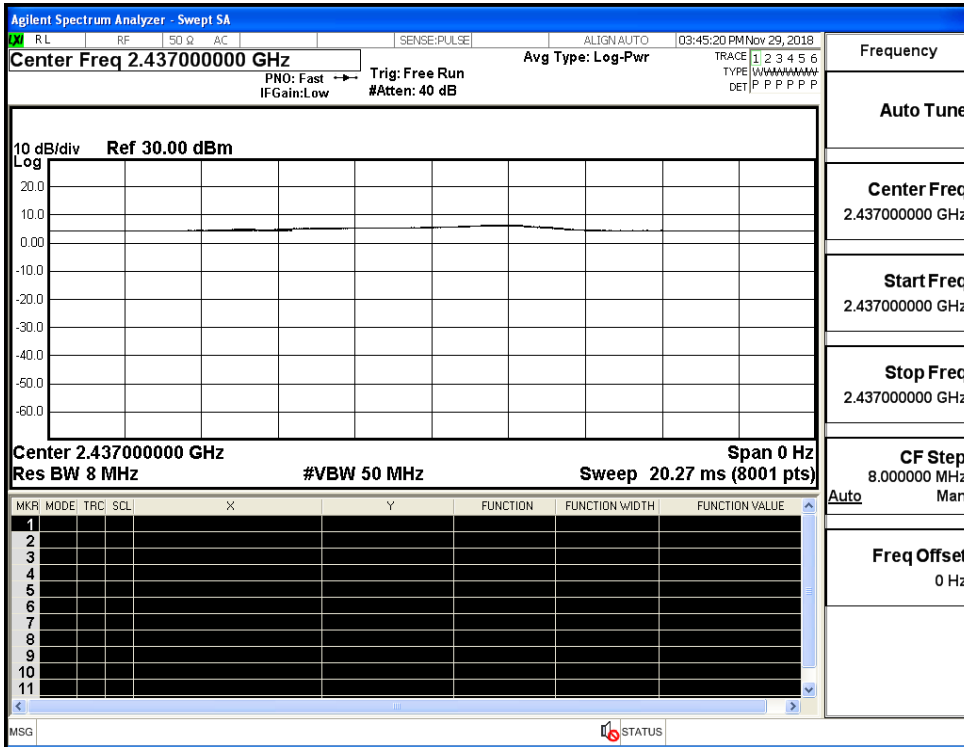 Agilent Spectrum Analyzer - Swept SA
LXI RL RF 50 Ω AC SENSE:PULSE ALIGN AUTO 03:45:20 PM Nov 29, 2018
Center Freq 2.437000000 GHz
PNO: Fast
IFGain:Low
Trig: Free Run
#Atten: 40 dB
Avg Type: Log-Pwr
TRACE 1 2 3 4 5 6
TYPE WWWWWW
DET P P P P P P
10 dB/div Ref 30.00 dBm
Log
20.0
10.0
0.00
-10.0
-20.0
-30.0
-40.0
-50.0
-60.0
Center 2.437000000 GHz Span 0 Hz
Res BW 8 MHz #VBW 50 MHz Sweep 20.27 ms (8001 pts)
MKR MODE TRC SCL X Y FUNCTION FUNCTION WIDTH FUNCTION VALUE
1
2
3
4
5
6
7
8
9
10
11
MSG STATUS
Frequency
Auto Tune
Center Freq
2.437000000 GHz
Start Freq
2.437000000 GHz
Stop Freq
2.437000000 GHz
CF Step
8.000000 MHz
Auto Man
Freq Offset
0 Hz